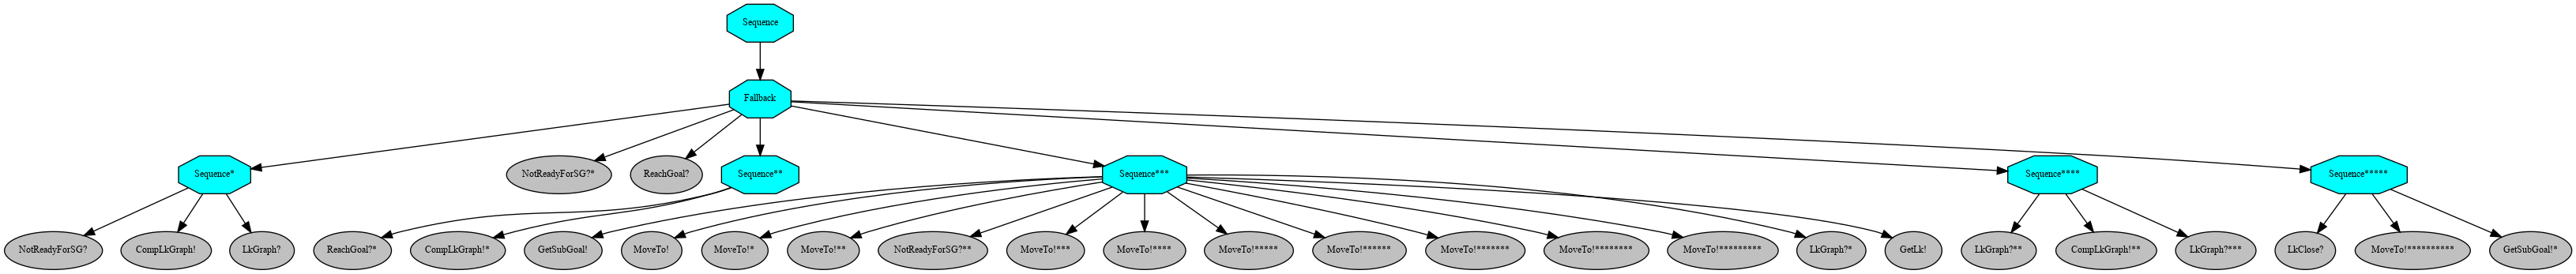 Sequence
Fallback
Sequence*
NotReadyForSG?*
ReachGoal?
Sequence**
Sequence***
Sequence****
Sequence*****
NotReadyForSG?
CompLkGraph!
LkGraph?
ReachGoal?*
CompLkGraph!*
GetSubGoal!
MoveTo!
MoveTo!*
MoveTo!**
NotReadyForSG?**
MoveTo!***
MoveTo!****
MoveTo!*****
MoveTo!******
MoveTo!*******
MoveTo!********
MoveTo!*********
LkGraph?*
GetLk!
LkGraph?**
CompLkGraph!**
LkGraph?***
LkClose?
MoveTo!**********
GetSubGoal!*